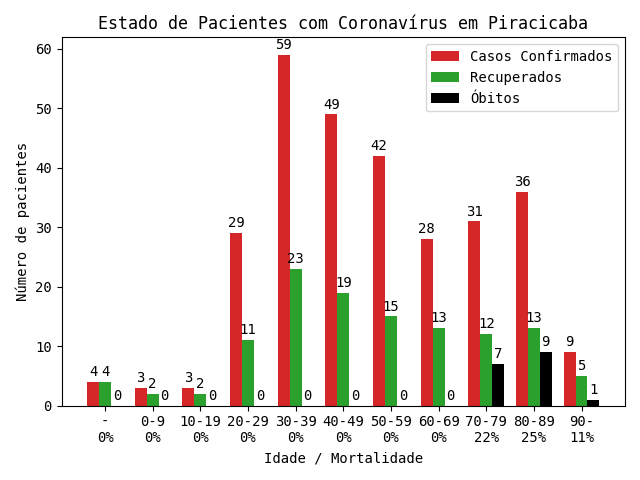 Estado de Pacientes com Coronavírus em Piracicaba
Casos Confirmados
Recuperados
Óbitos
Número de pacientes
60
50
40
30
20
10
0
4 4 0
3 2 0
3 2 0
29 11 0
59 23 0
49 19 0
42 15 0
28 13 0
31 12 7
36 13 9
9 5 1
- 0-9 10-19 20-29 30-39 40-49 50-59 60-69 70-79 80-89 90-
0% 0% 0% 0% 0% 0% 0% 0% 22% 25% 11%
Idade / Mortalidade